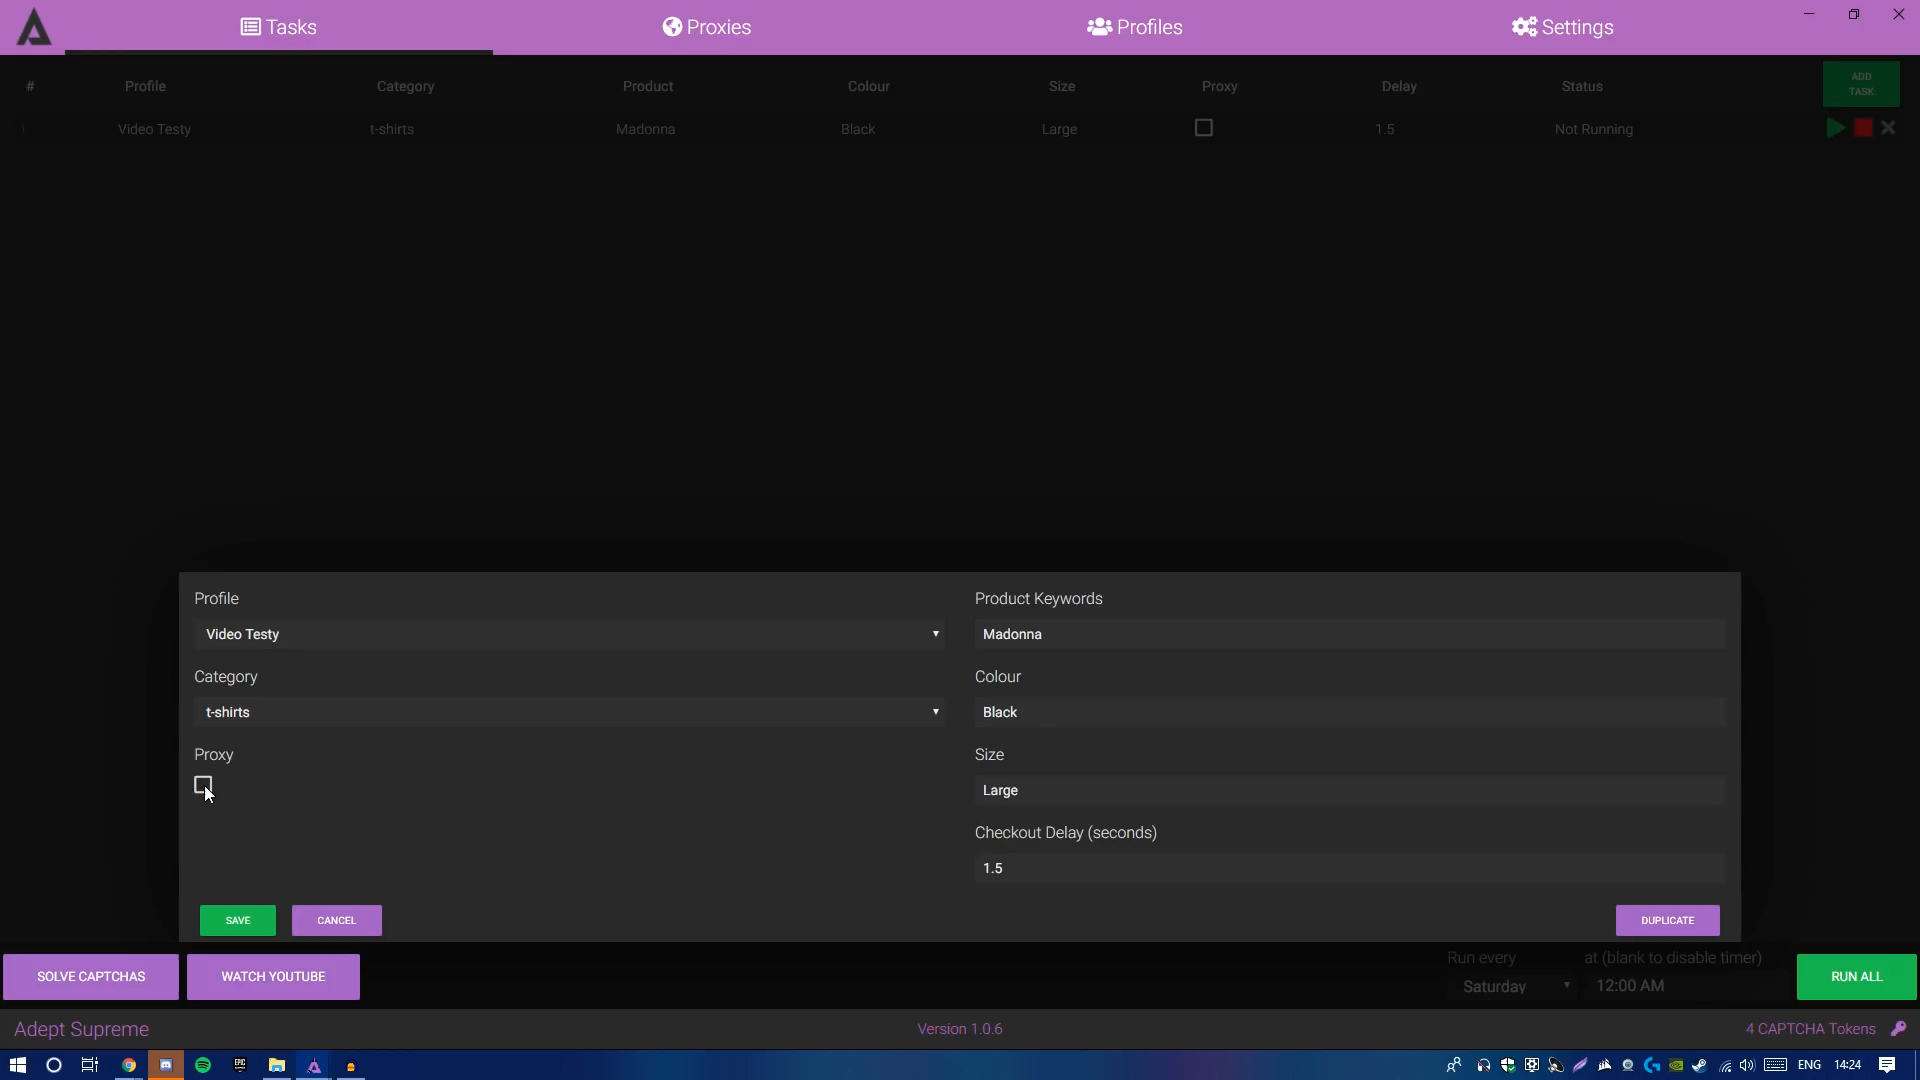 Tasks Proxies Profiles Settings
# Profile Category Product Colour Size Proxy Delay Status ADD TASK
Video Testy t-shirts Madonna Black Large 1.5 Not Running
Profile Product Keywords
Video Testy Madonna
Category Colour
t-shirts Black
Proxy Size
Large
Checkout Delay (seconds)
1.5
SAVE CANCEL DUPLICATE
Run every at (blank to disable timer)
SOLVE CAPTCHAS WATCH YOUTUBE Saturday 12:00 AM RUN ALL
Adept Supreme Version 1.0.6 4 CAPTCHA Tokens
EPIC ENG 14:24